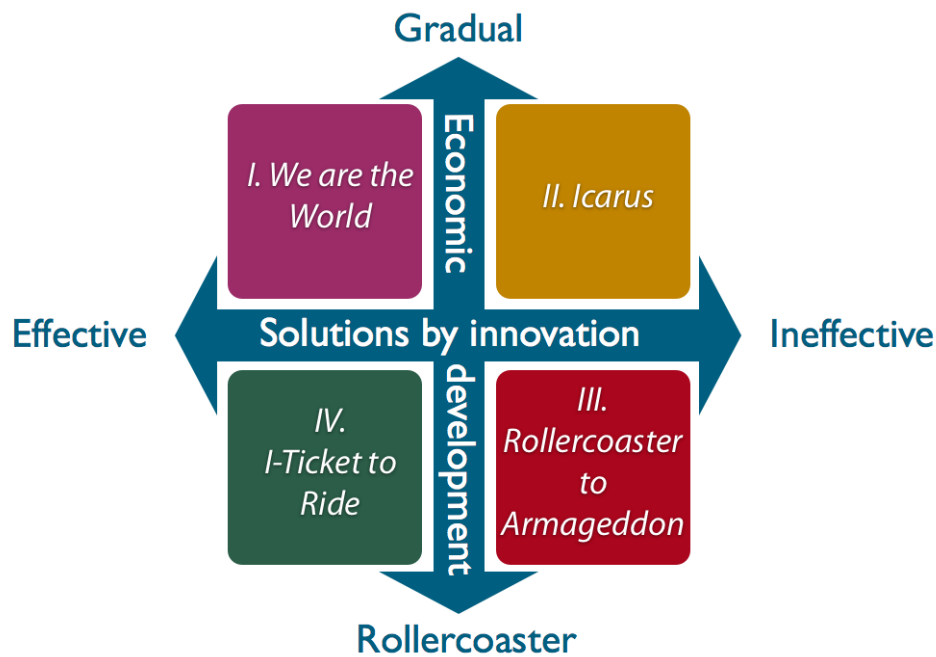 Gradual
I. We are the
World
II. Icarus
Economic
Effective
Solutions by innovation
Ineffective
development
IV.
I-Ticket to
Ride
III.
Rollercoaster
to
Armageddon
Rollercoaster